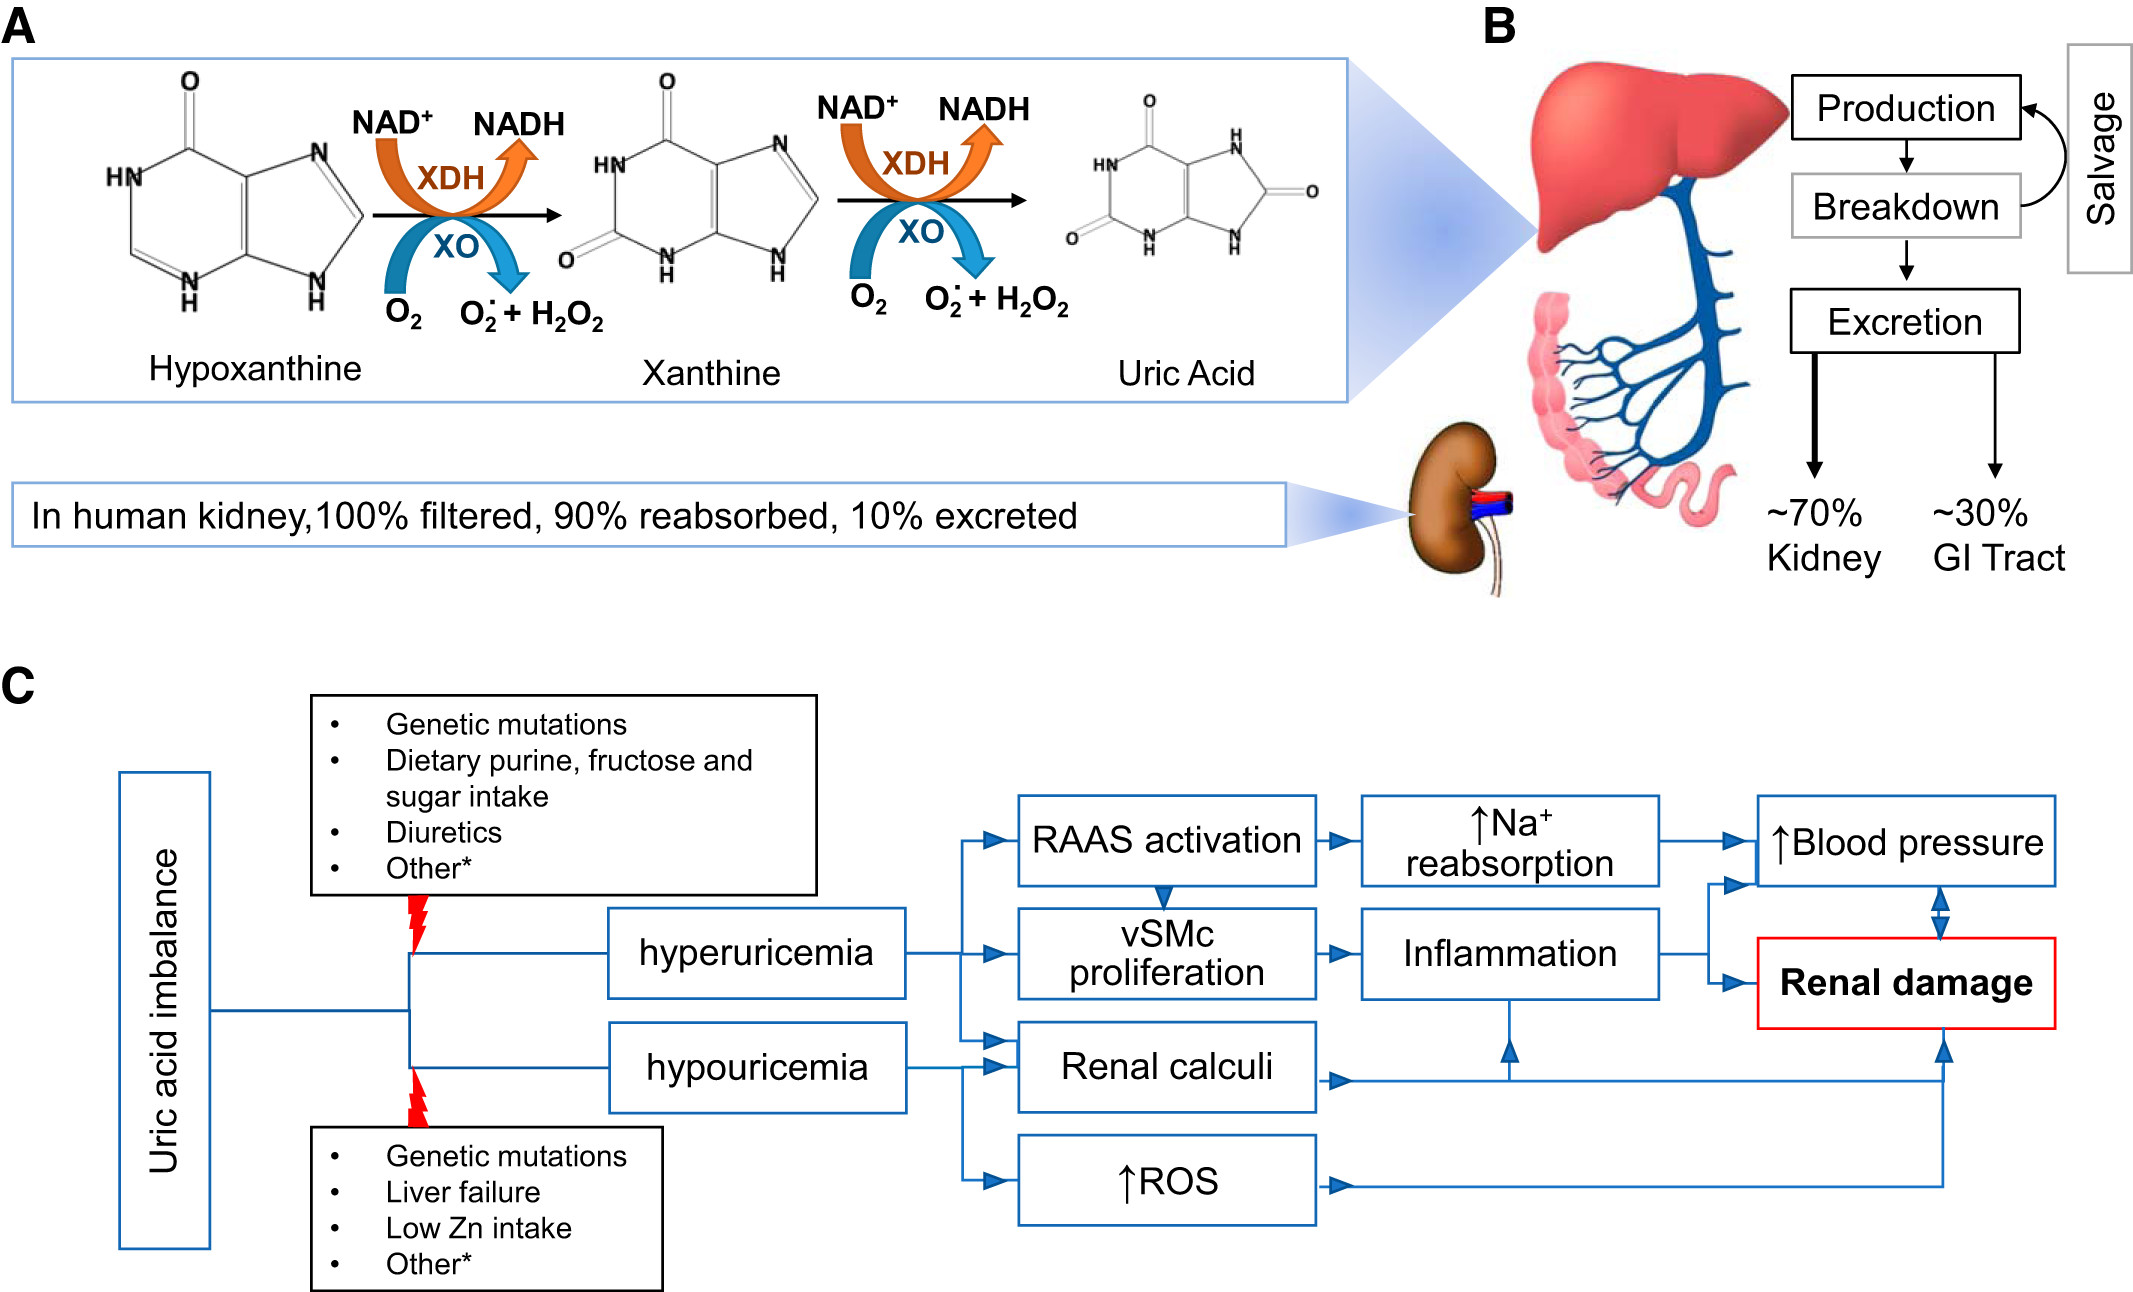 A
B
O
HN
N
N
H
N
H
NAD⁺
NADH
XDH
XO
O₂
O₂˙⁻ + H₂O₂
Hypoxanthine
O
HN
N
O
N
H
N
H
NAD⁺
NADH
XDH
XO
O₂
O₂˙⁻ + H₂O₂
Xanthine
O
HN
H
N
O
O
N
H
N
H
Uric Acid
Production
Breakdown
Salvage
Excretion
~70%
Kidney
~30%
GI Tract
In human kidney,100% filtered, 90% reabsorbed, 10% excreted
C
Uric acid imbalance
• Genetic mutations
• Dietary purine, fructose and
sugar intake
• Diuretics
• Other*
hyperuricemia
hypouricemia
• Genetic mutations
• Liver failure
• Low Zn intake
• Other*
RAAS activation
↑Na⁺
reabsorption
↑Blood pressure
vSMc
proliferation
Inflammation
Renal damage
Renal calculi
↑ROS